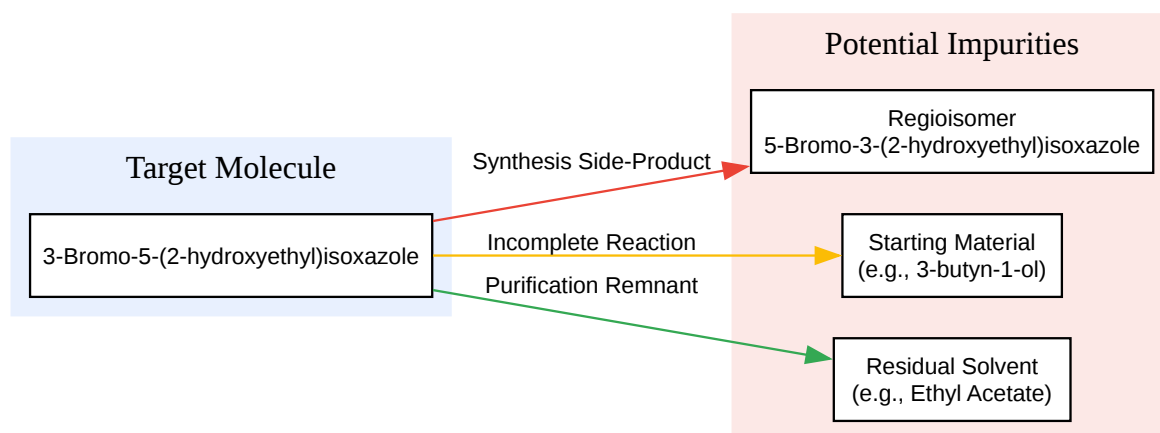 Potential Impurities
Regioisomer
5-Bromo-3-(2-hydroxyethyl)isoxazole
Target Molecule
Synthesis Side-Product
3-Bromo-5-(2-hydroxyethyl)isoxazole
Incomplete Reaction
Starting Material
(e.g., 3-butyn-1-ol)
Purification Remnant
Residual Solvent
(e.g., Ethyl Acetate)